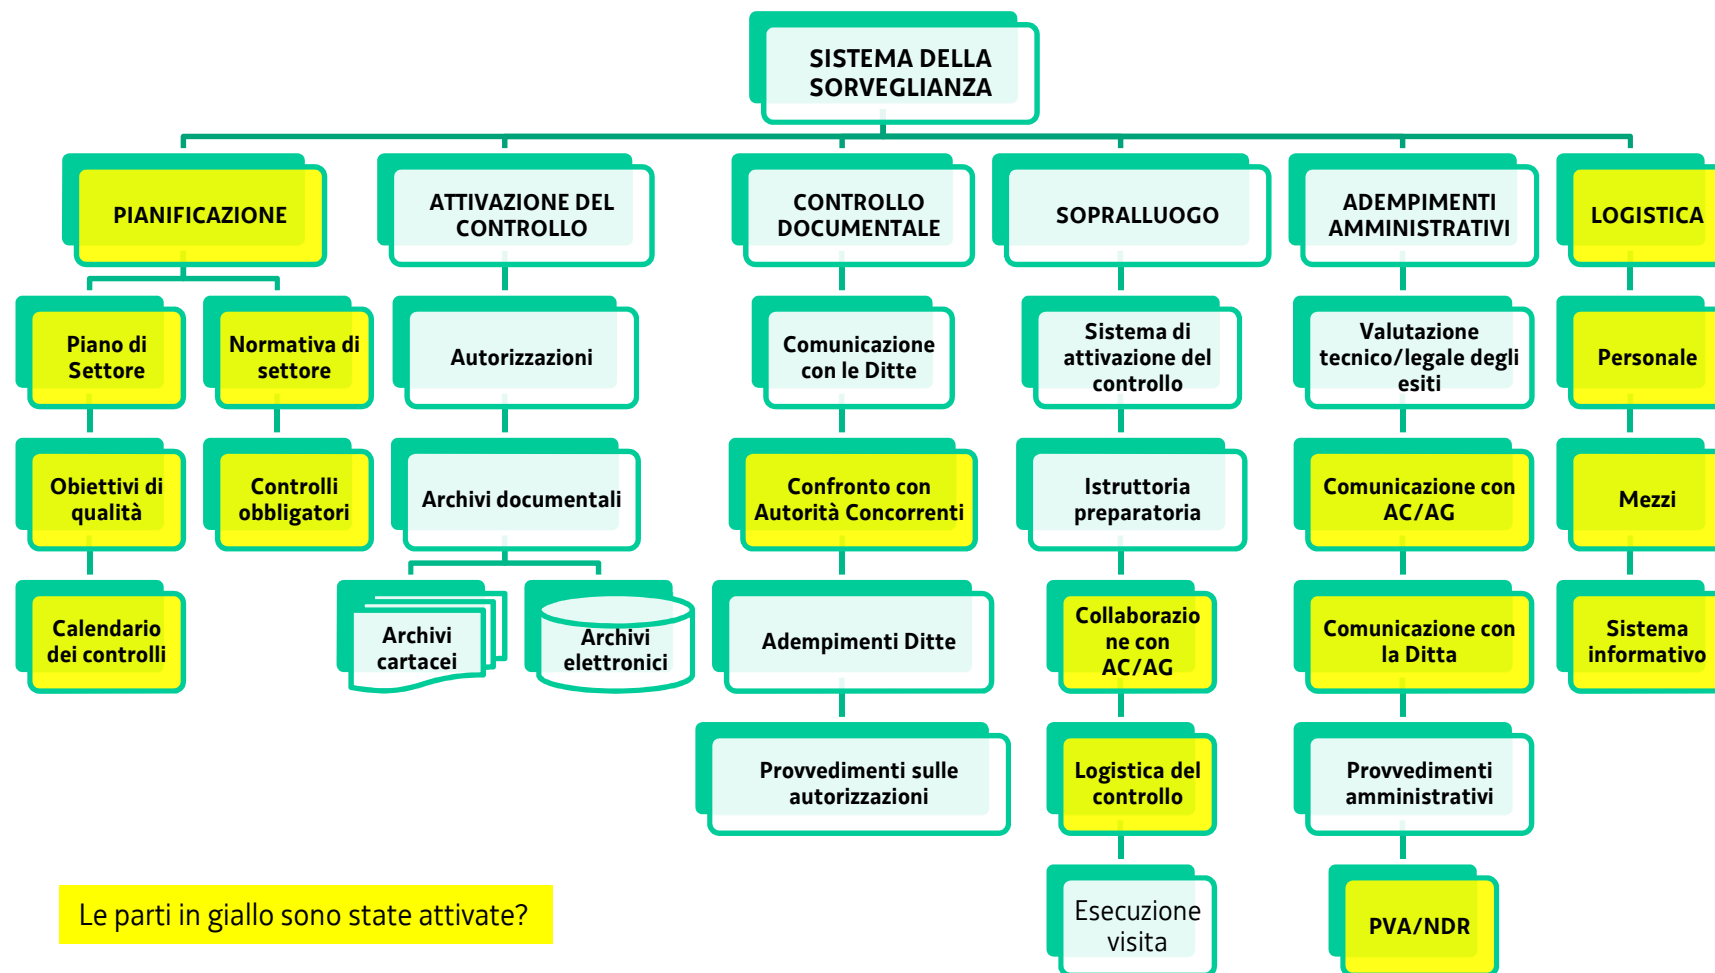 SISTEMA DELLA
SORVEGLIANZA
PIANIFICAZIONE
ATTIVAZIONE DEL
CONTROLLO
CONTROLLO
DOCUMENTALE
SOPRALLUOGO
ADEMPIMENTI
AMMINISTRATIVI
LOGISTICA
Piano di
Settore
Normativa di
settore
Autorizzazioni
Comunicazione
con le Ditte
Sistema di
attivazione del
controllo
Valutazione
tecnico/legale degli
esiti
Personale
Obiettivi di
qualità
Controlli
obbligatori
Archivi documentali
Confronto con
Autorità Concorrenti
Istruttoria
preparatoria
Comunicazione con
AC/AG
Mezzi
Calendario
dei controlli
Archivi
cartacei
Archivi
elettronici
Adempimenti Ditte
Collaborazio
ne con
AC/AG
Comunicazione con
la Ditta
Sistema
informativo
Provvedimenti sulle
autorizzazioni
Logistica del
controllo
Provvedimenti
amministrativi
Le parti in giallo sono state attivate?
Esecuzione
visita
PVA/NDR